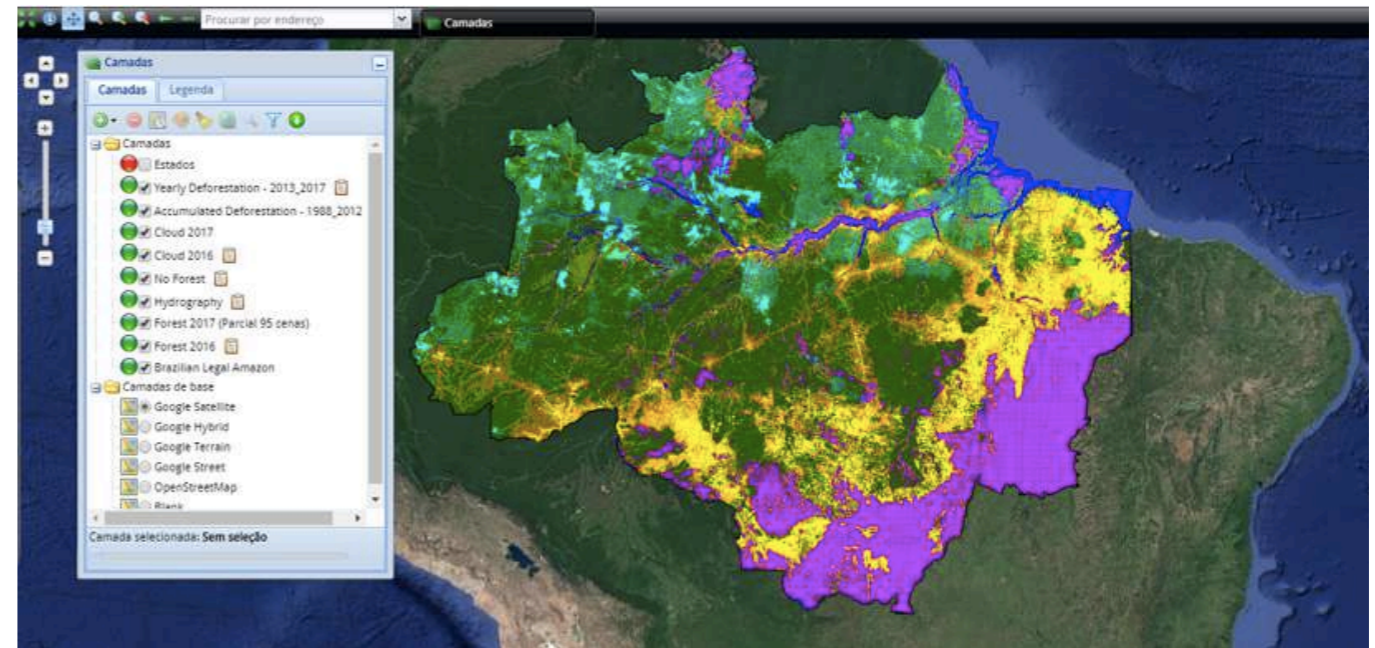 Procurar por endereço
Camadas
Camadas
Camadas Legenda
Camadas
Estados
Yearly Deforestation - 2013_2017
Accumulated Deforestation - 1988_2012
Cloud 2017
Cloud 2016
No Forest
Hydrography
Forest 2017 (Parcial 95 cenas)
Forest 2016
Brazilian Legal Amazon
Camadas de base
Google Satellite
Google Hybrid
Google Terrain
Google Street
OpenStreetMap
Blank
Camada selecionada: Sem seleção